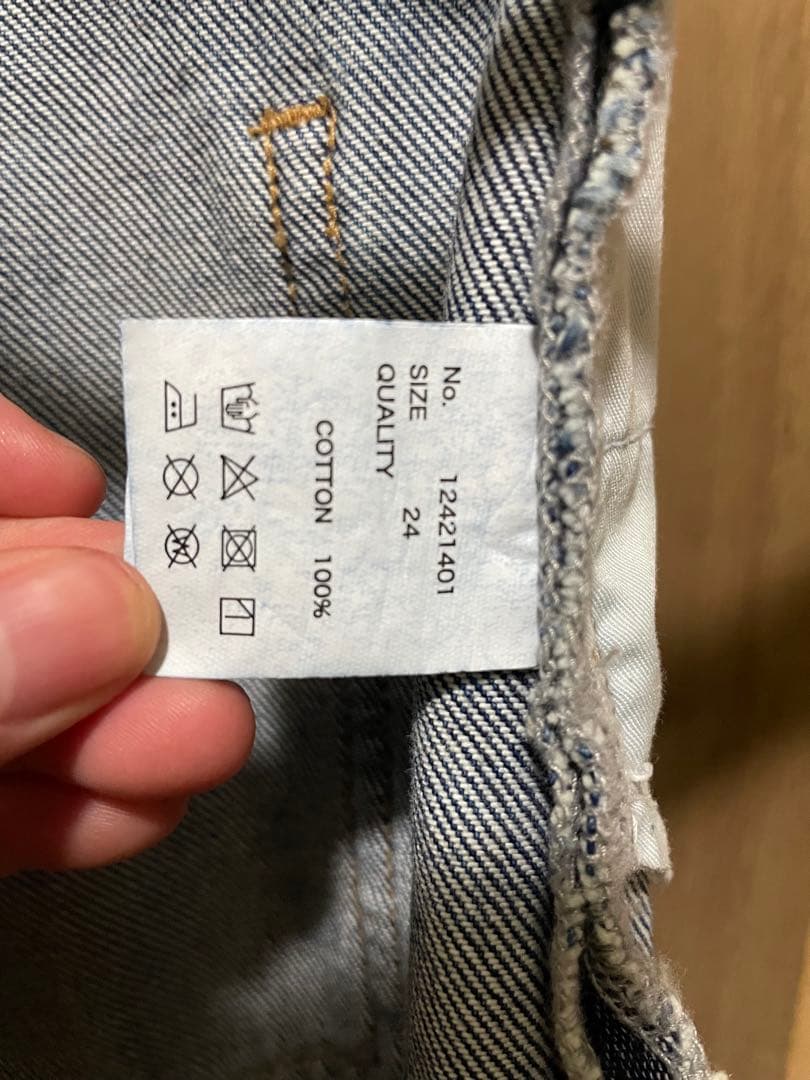 No. 12421401
SIZE 24
QUALITY
COTTON 100%